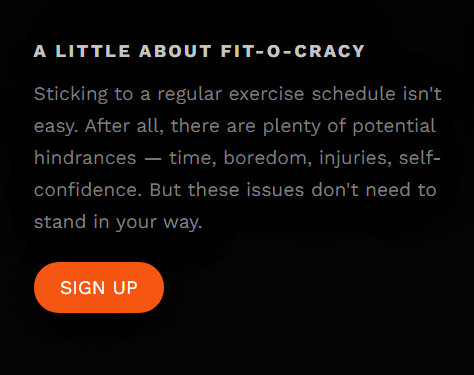 A LITTLE ABOUT FIT-O-CRACY
Sticking to a regular exercise schedule isn't
easy. After all, there are plenty of potential
hindrances — time, boredom, injuries, self-
confidence. But these issues don't need to
stand in your way.
SIGN UP